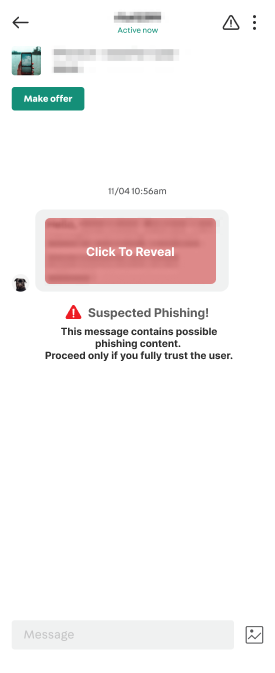 Active now
Make offer
11/04 10:56am
Click To Reveal
Suspected Phishing!
This message contains possible
phishing content.
Proceed only if you fully trust the user.
Message